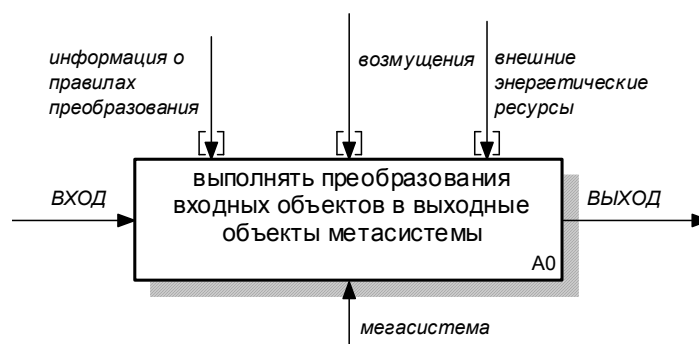 информация о
правилах
преобразования
возмущения
внешние
энергетические
ресурсы
ВХОД
выполнять преобразования
входных объектов в выходные
объекты метасистемы
A0
ВЫХОД
мегасистема